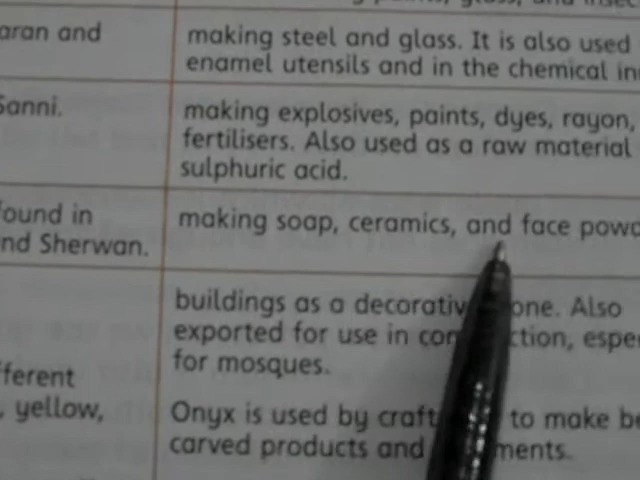 aran and
making steel and glass. It is also used
enamel utensils and in the chemical
Sanni.
making explosives, paints, dyes, rayon,
fertilisers. Also used as a raw material
sulphuric acid.
found in
nd Sherwan.
making soap, ceramics, and face
buildings as a decorative one. Also
exported for use in
for mosques.
fferent
, yellow,
Onyx is used by to make
carved products and